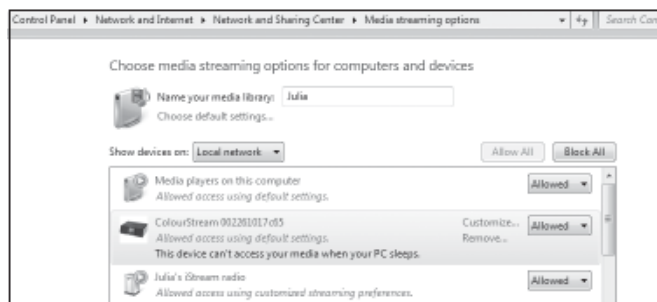 Control Panel ▸ Network and Internet ▸ Network and Sharing Center ▸ Media streaming options
Search Con
Choose media streaming options for computers and devices
Name your media library: Julia
Choose default settings...
Show devices on: Local network
Allow All
Block All
Media players on this computer
Allowed access using default settings.
Allowed
ColourStream 002261017c65
Customize...
Allowed
Allowed access using default settings.
Remove...
This device can't access your media when your PC sleeps.
Julia's iStream radio
Allowed
Allowed access using customized streaming preferences.